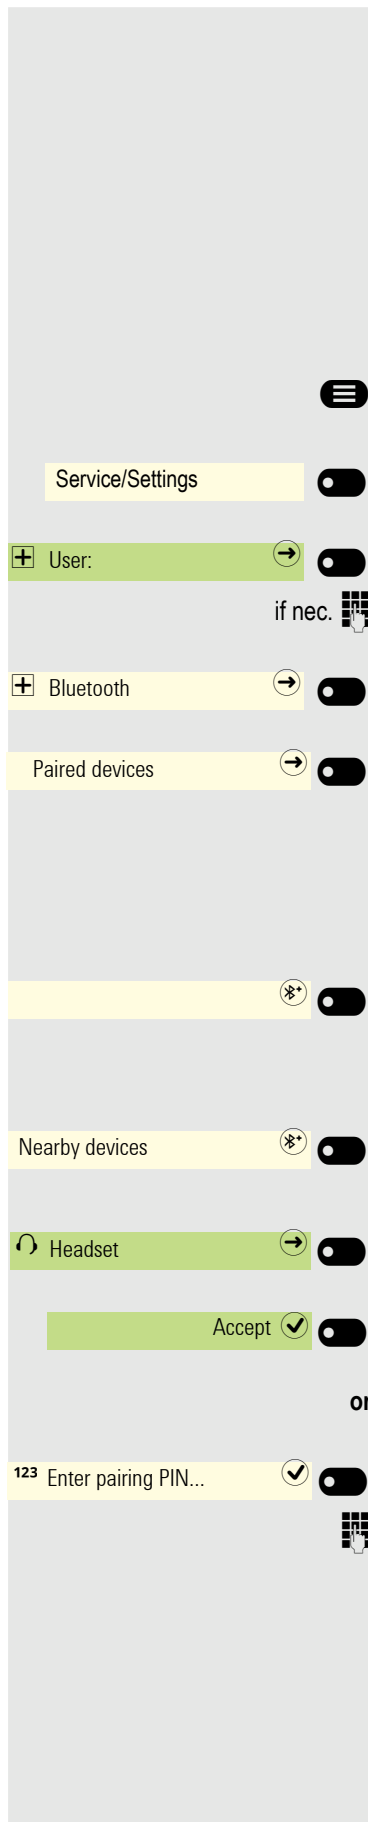 Service/Settings
User:
if nec.
Bluetooth
Paired devices
Nearby devices
Headset
Accept
or
123 Enter pairing PIN...